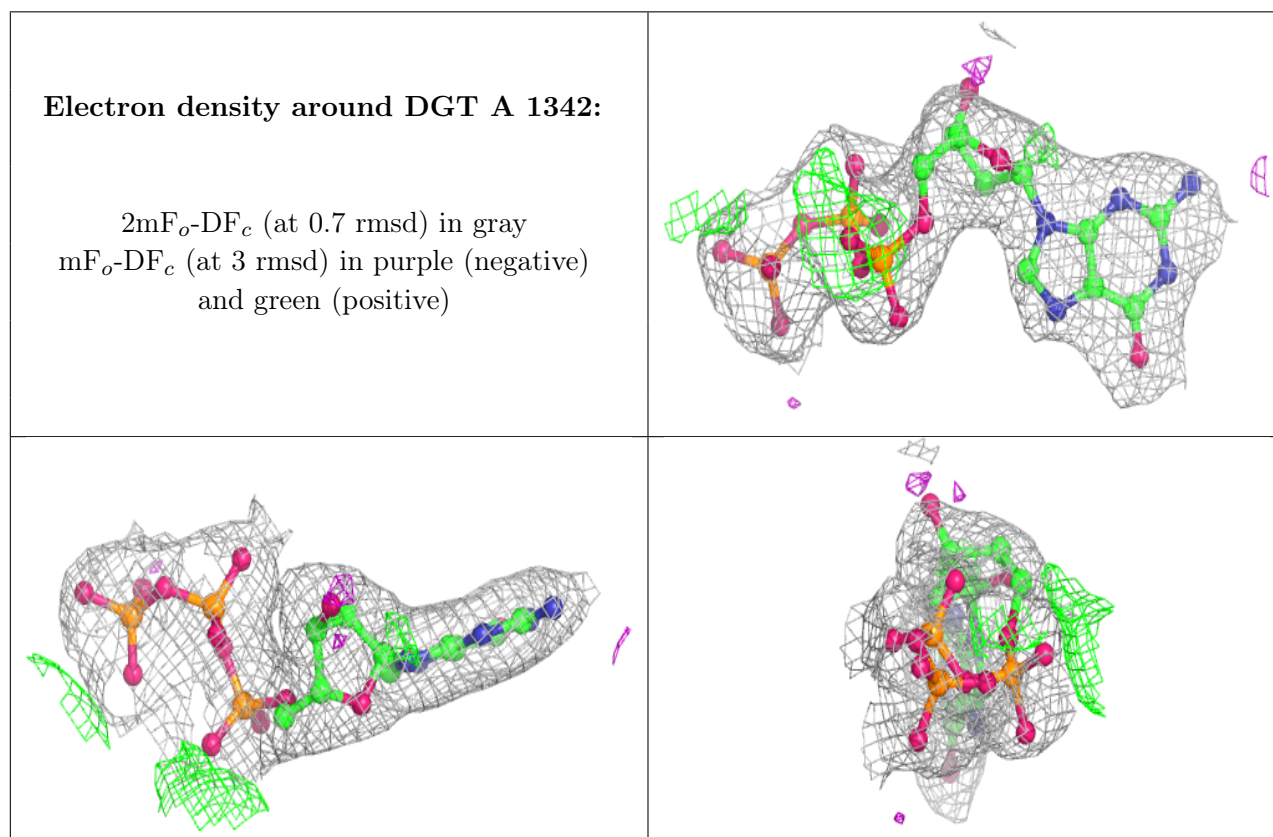 Electron density around DGT A 1342:
2mFo-DFc (at 0.7 rmsd) in gray
mFo-DFc (at 3 rmsd) in purple (negative)
and green (positive)